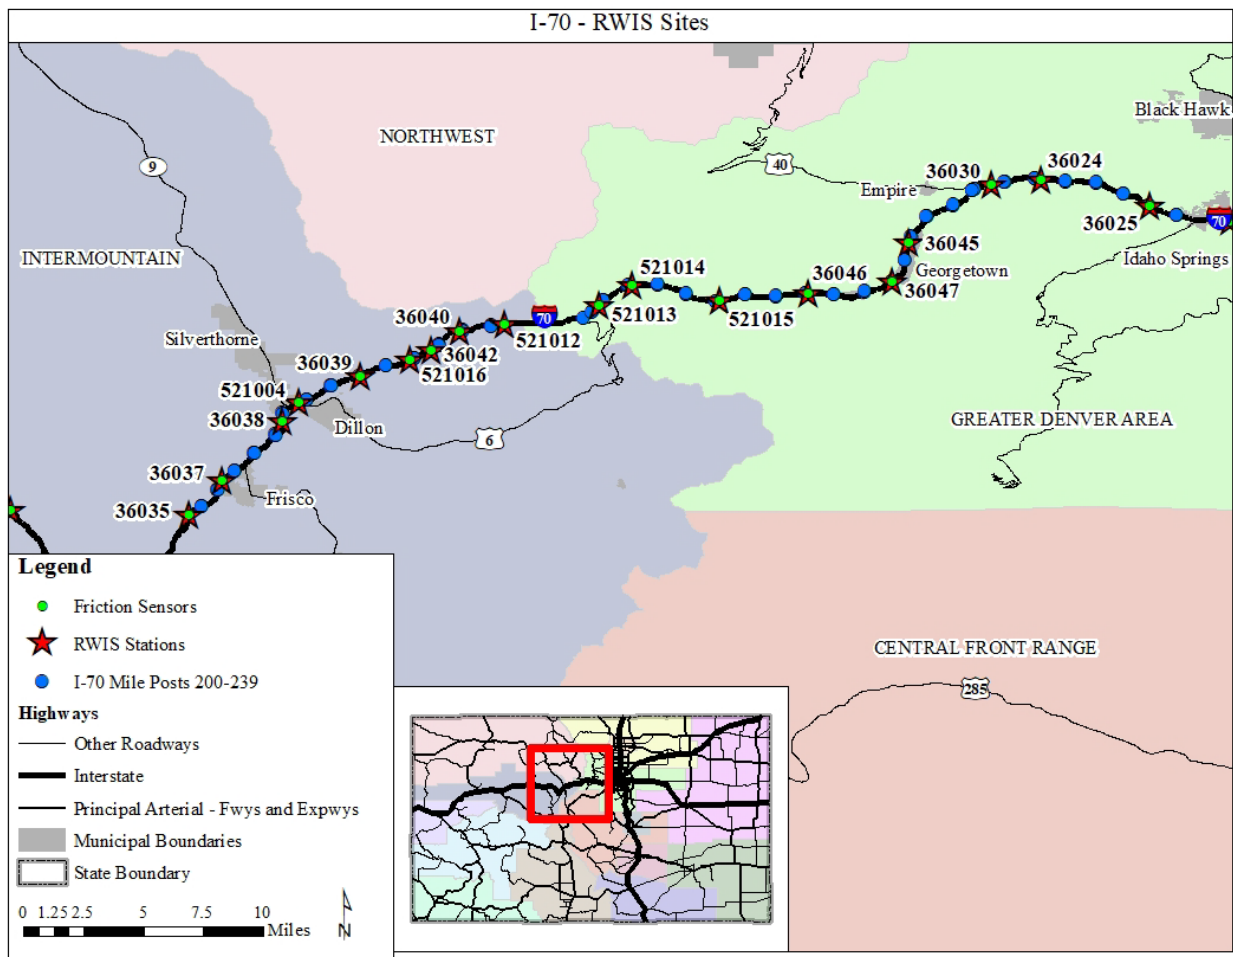 I-70 - RWIS Sites
Black Hawk
NORTHWEST
9
40
36030
36024
Empire
36025
70
36045
INTERMOUNTAIN
Idaho Springs
521014
36046
Georgetown
36047
521013
521015
36040
70
521012
Silverthorne
36042
36039
521016
521004
36038
Dillon
GREATER DENVER AREA
6
36037
Frisco
36035
Legend
Friction Sensors
RWIS Stations
I-70 Mile Posts 200-239
Highways
Other Roadways
Interstate
Principal Arterial - Fwys and Expwys
Municipal Boundaries
State Boundary
0 1.25 2.5 5 7.5 10
Miles
N
CENTRAL FRONT RANGE
285